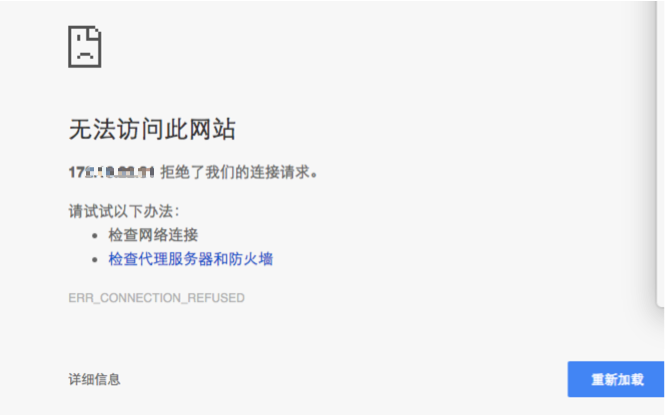 无法访问此网站
拒绝了我们的连接请求。
请试试以下办法：
• 检查网络连接
• 检查代理服务器和防火墙
ERR_CONNECTION_REFUSED
详细信息
重新加载